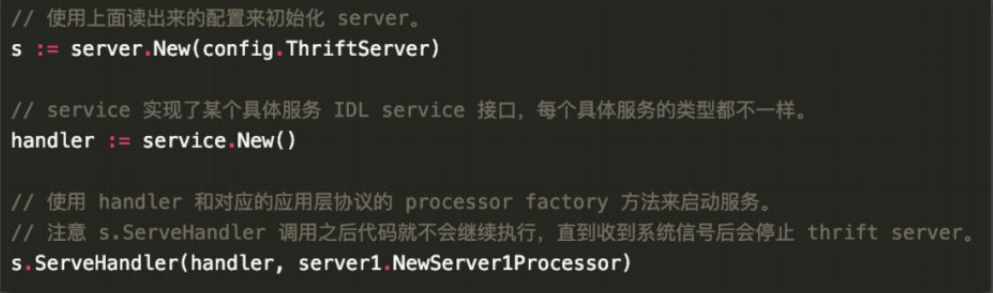 // 使用上面读出来的配置来初始化 server。
s := server.New(config.ThriftServer)
// service 实现了某个具体服务 IDL service 接口，每个具体服务的类型都不一样。
handler := service.New()
// 使用 handler 和对应的应用层协议的 processor factory 方法来启动服务。
// 注意 s.ServeHandler 调用之后代码就不会继续执行，直到收到系统信号后会停止 thrift server。
s.ServeHandler(handler, server1.NewServer1Processor)